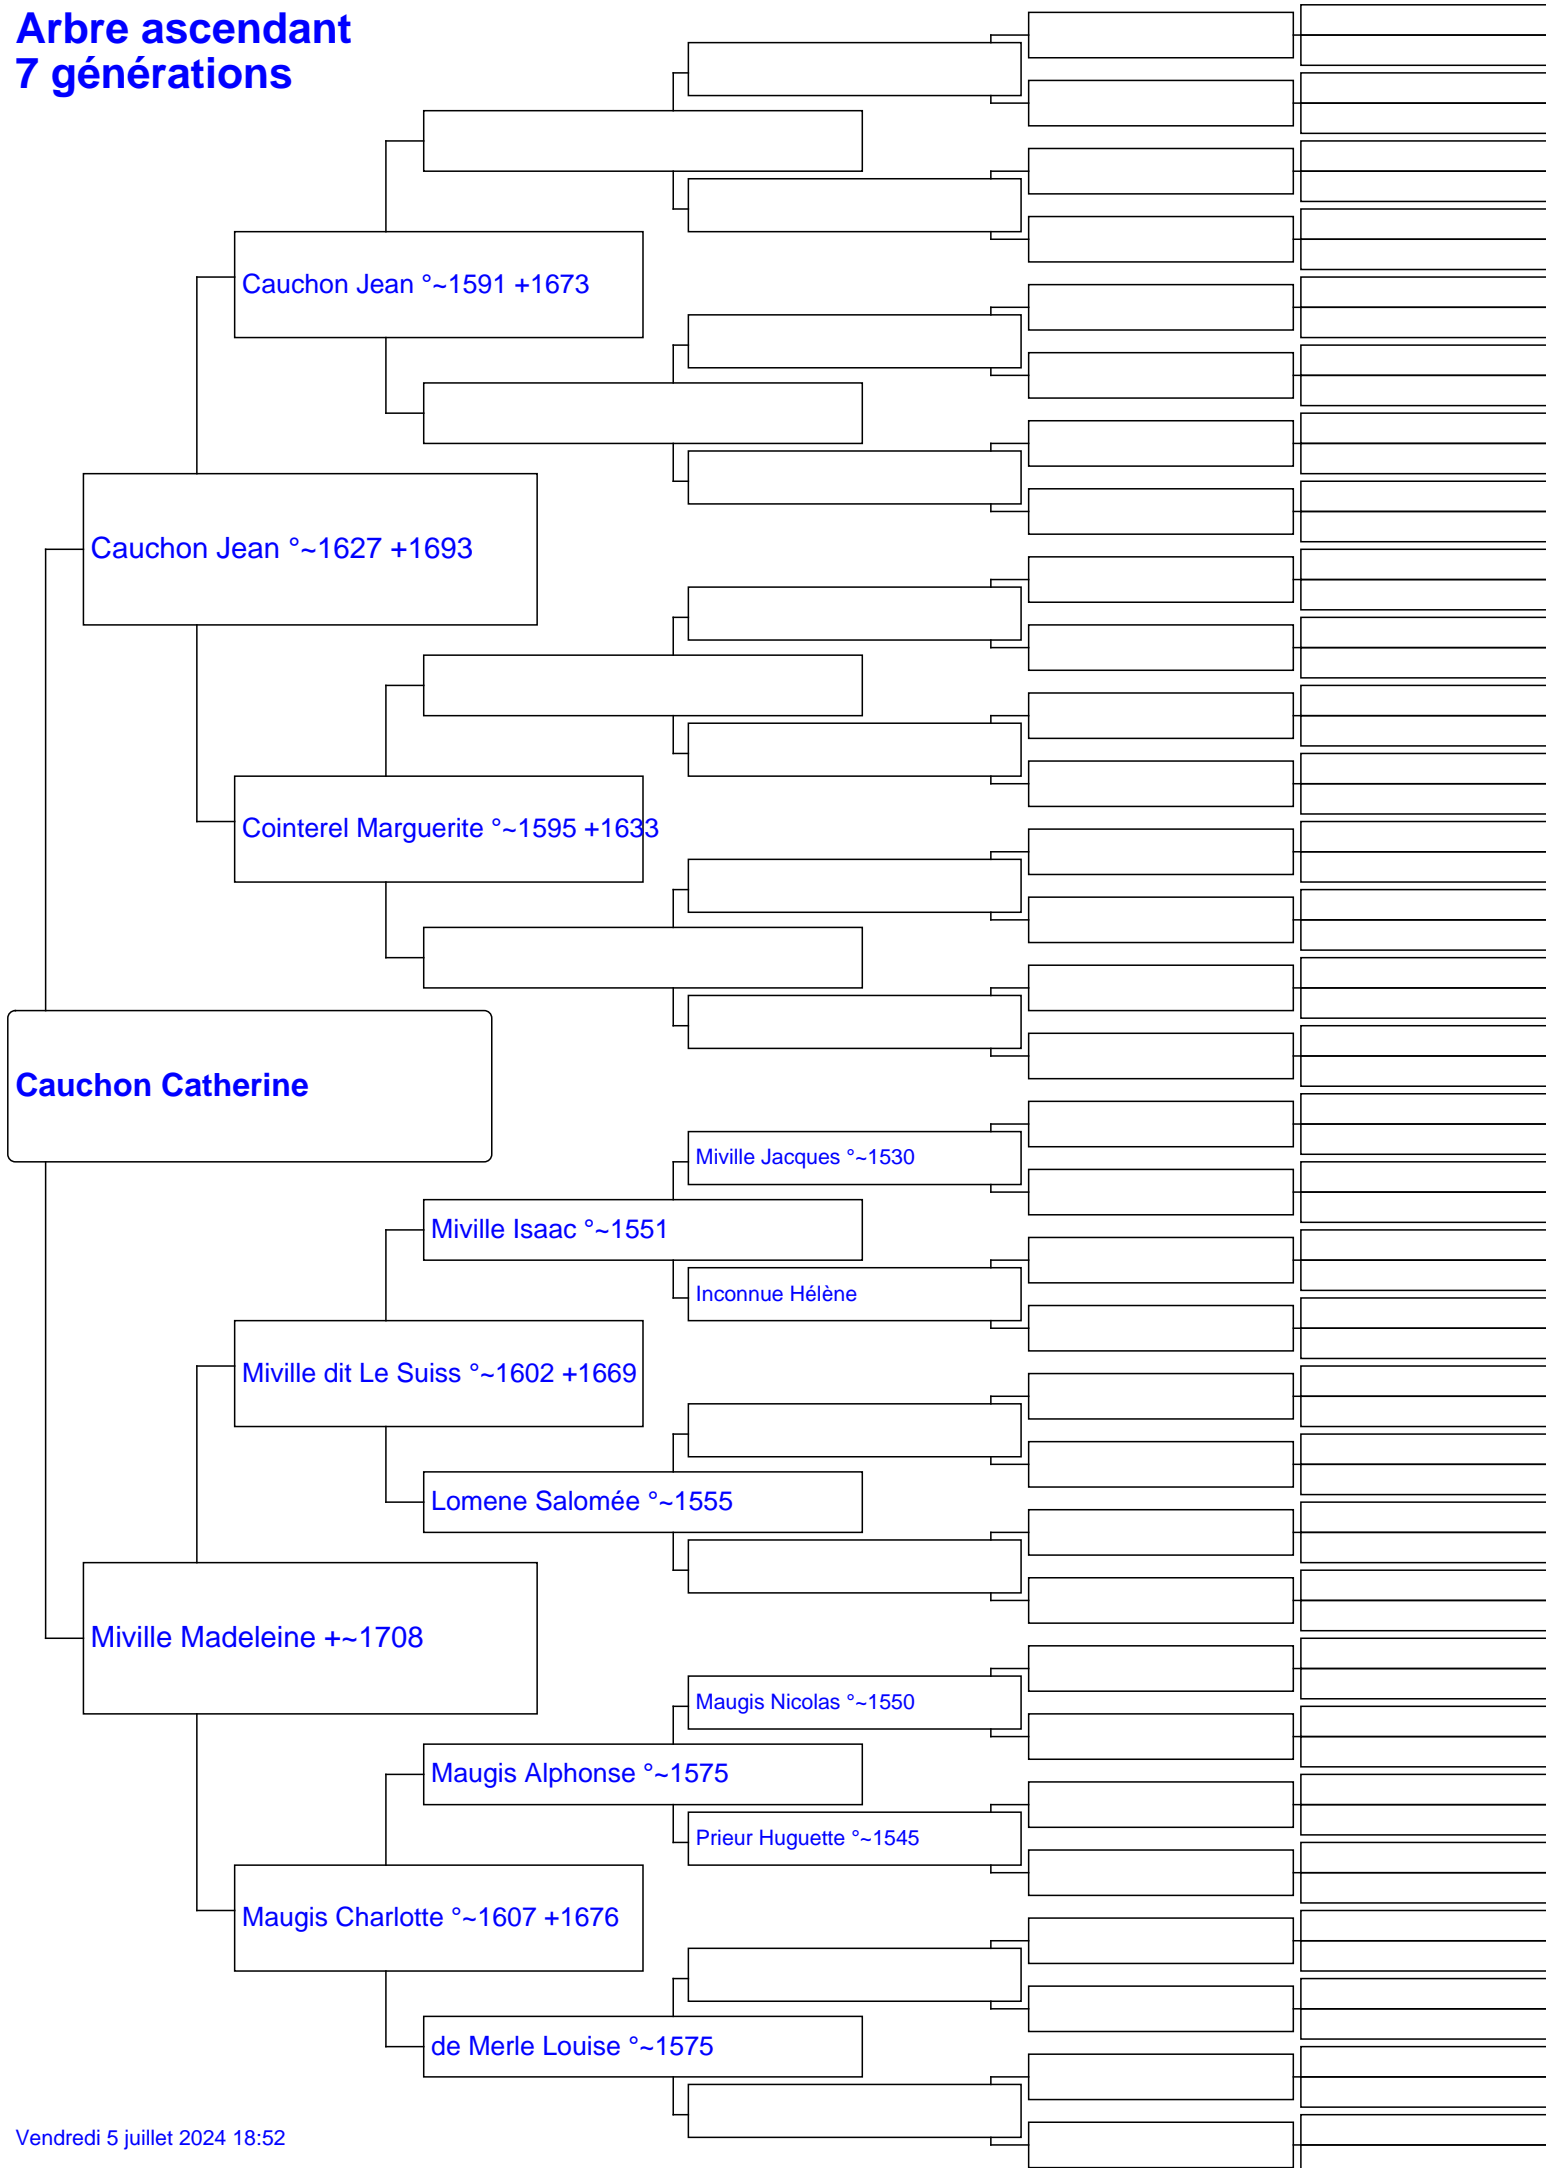 Arbre ascendant
7 générations
Cauchon Jean °~1591 +1673
Cauchon Jean °~1627 +1693
Cointerel Marguerite °~1595 +1633
Cauchon Catherine
Miville Jacques °~1530
Miville Isaac °~1551
Inconnue Hélène
Miville dit Le Suiss °~1602 +1669
Lomene Salomée °~1555
Miville Madeleine +~1708
Maugis Nicolas °~1550
Maugis Alphonse °~1575
Prieur Huguette °~1545
Maugis Charlotte °~1607 +1676
de Merle Louise °~1575
Vendredi 5 juillet 2024 18:52